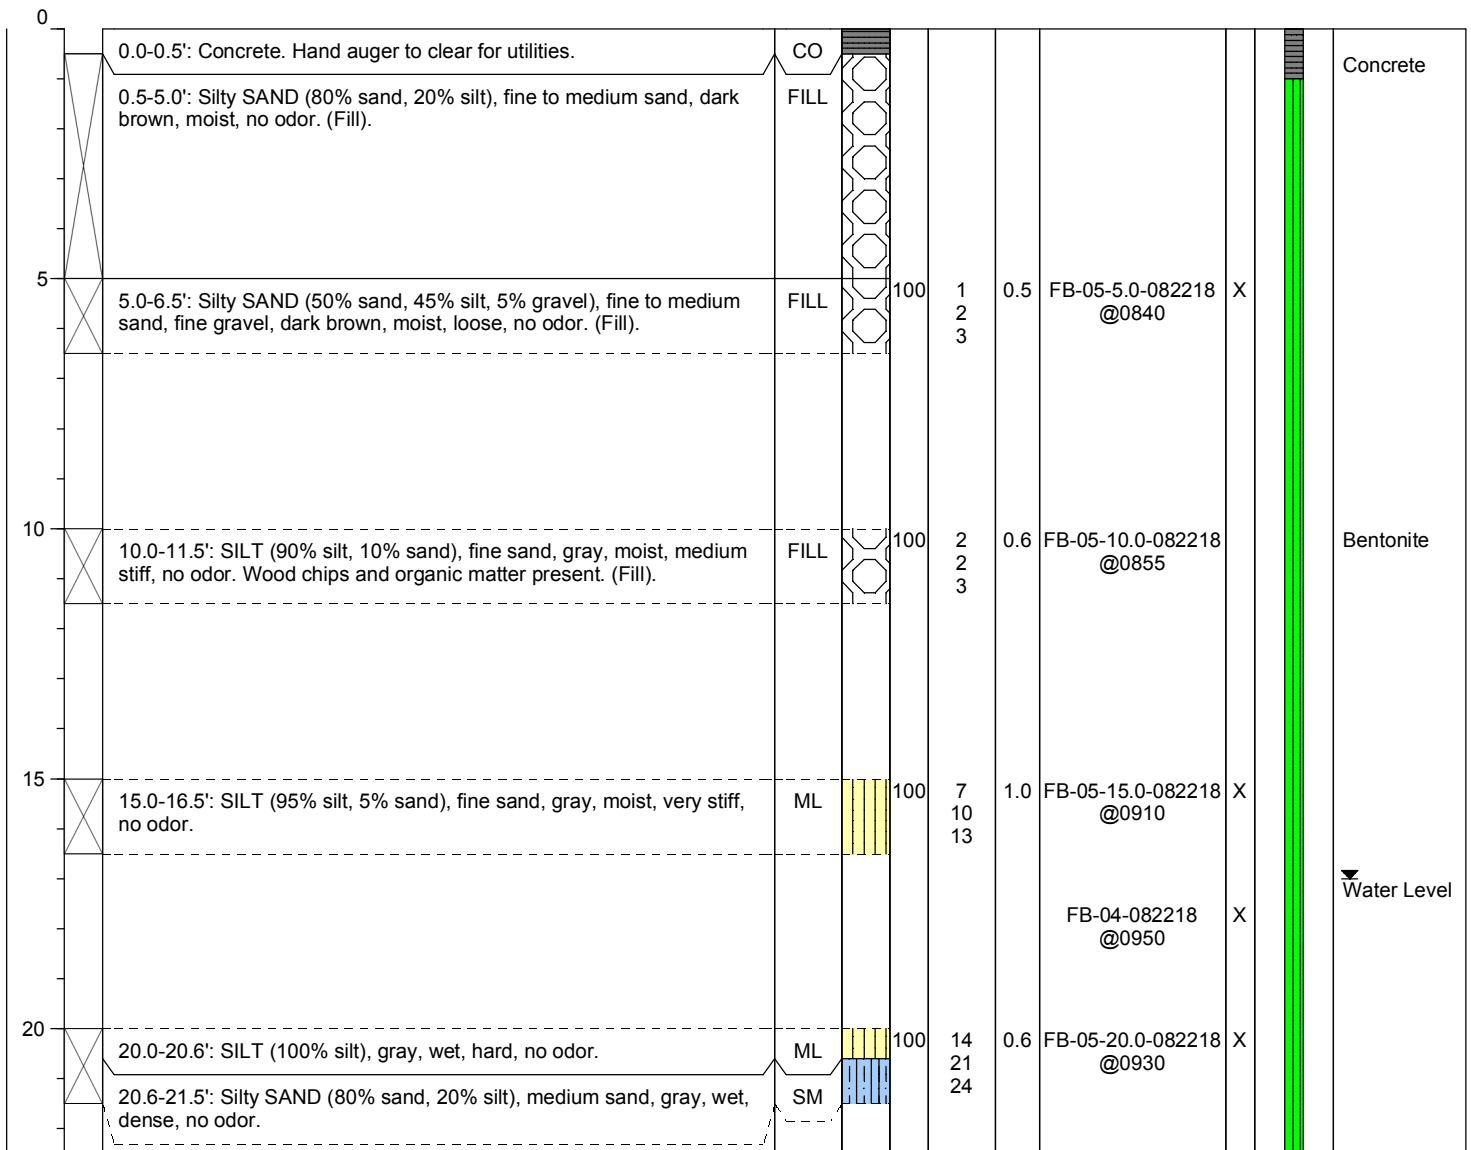 0
0.0-0.5': Concrete. Hand auger to clear for utilities.
CO
Concrete
0.5-5.0': Silty SAND (80% sand, 20% silt), fine to medium sand, dark
brown, moist, no odor. (Fill).
FILL
5
5.0-6.5': Silty SAND (50% sand, 45% silt, 5% gravel), fine to medium
sand, fine gravel, dark brown, moist, loose, no odor. (Fill).
FILL
100
1
2
3
0.5
FB-05-5.0-082218
@0840
X
10
10.0-11.5': SILT (90% silt, 10% sand), fine sand, gray, moist, medium
stiff, no odor. Wood chips and organic matter present. (Fill).
FILL
100
2
2
3
0.6
FB-05-10.0-082218
@0855
Bentonite
15
15.0-16.5': SILT (95% silt, 5% sand), fine sand, gray, moist, very stiff,
no odor.
ML
100
7
10
13
1.0
FB-05-15.0-082218
@0910
X
Water Level
FB-04-082218
@0950
X
20
20.0-20.6': SILT (100% silt), gray, wet, hard, no odor.
ML
100
14
21
24
0.6
FB-05-20.0-082218
@0930
X
20.6-21.5': Silty SAND (80% sand, 20% silt), medium sand, gray, wet,
dense, no odor.
SM